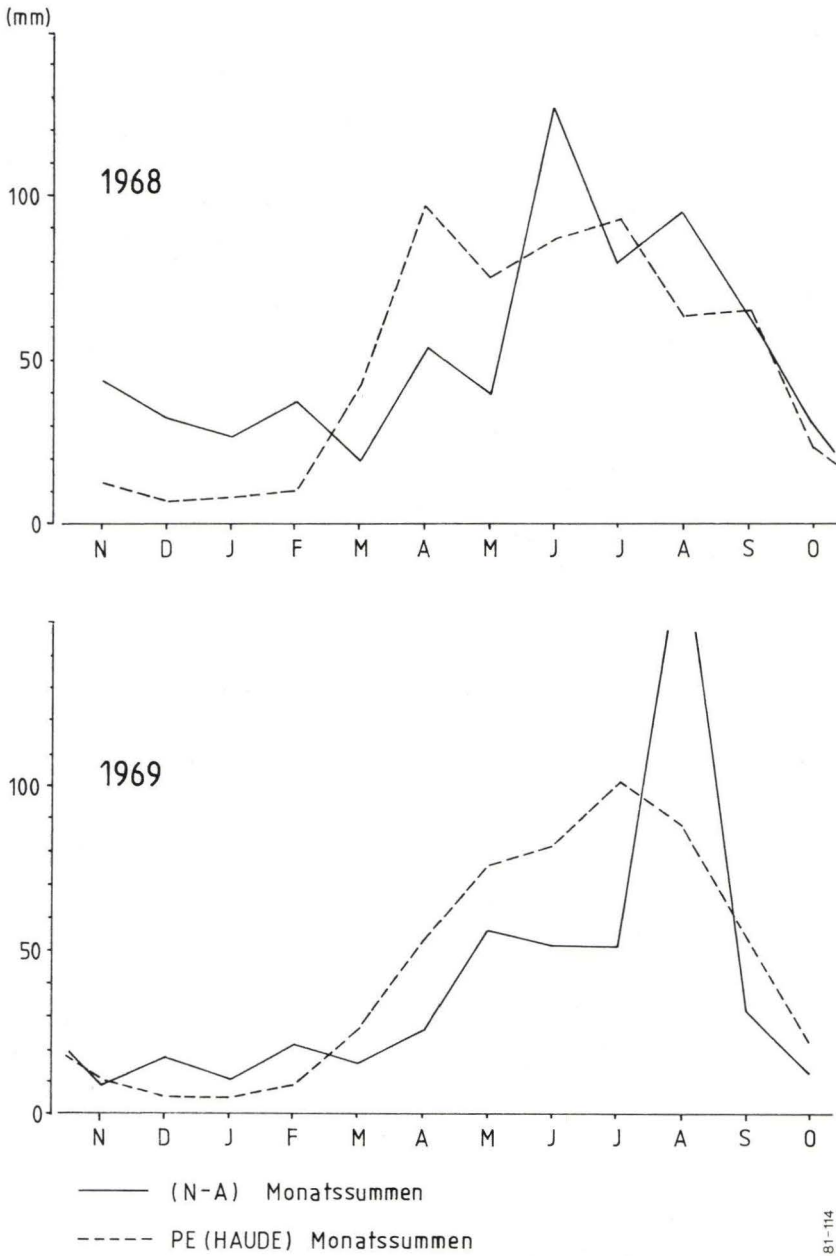 (mm)
1968
100
50
0
N D J F M A M J J A S O
1969
100
50
0
N D J F M A M J J A S O
(N-A) Monatssummen
PE (HAUDE) Monatssummen
81-114